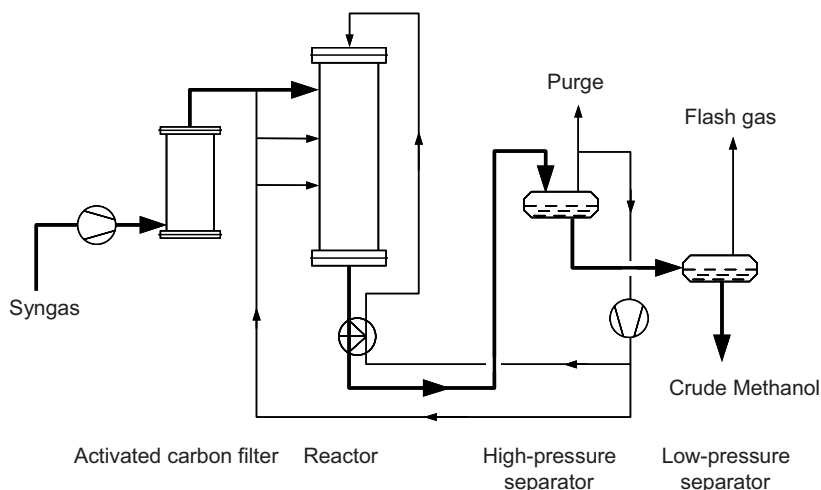 Purge
Flash gas
Syngas
Crude Methanol
Activated carbon filter
Reactor
High-pressure
separator
Low-pressure
separator